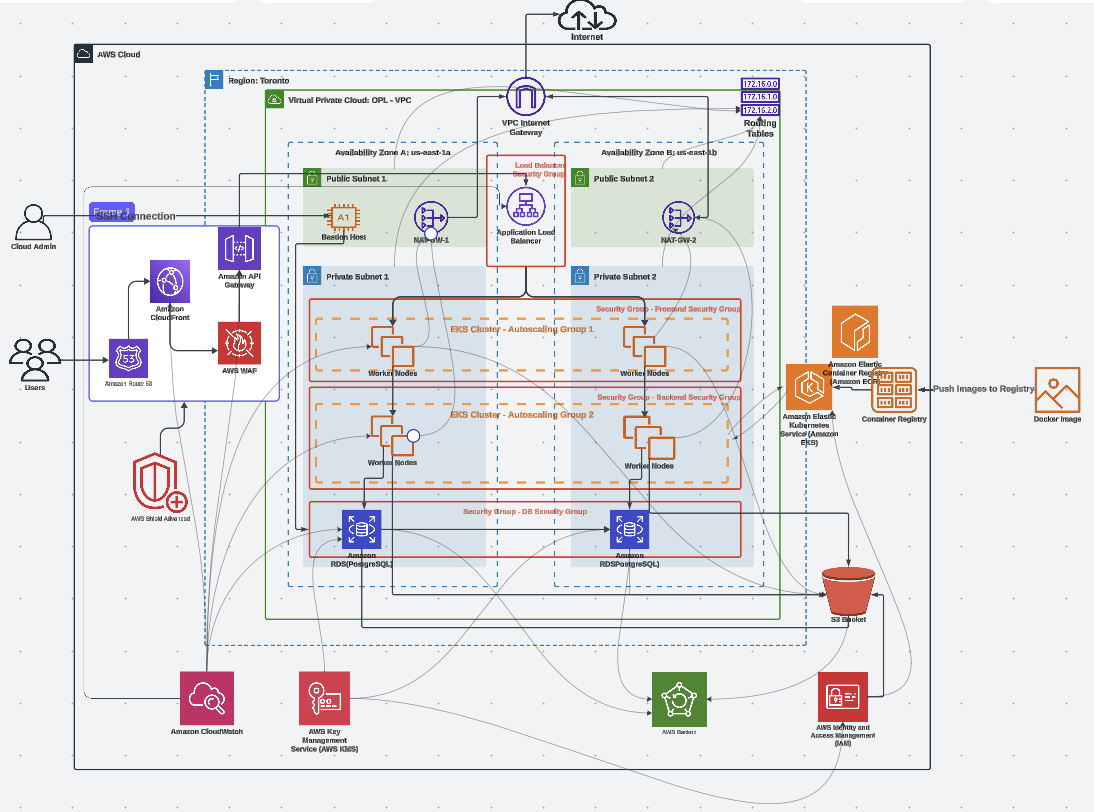 Internet
AWS Cloud
Region: Toronto
Virtual Private Cloud: OPL - VPC
172.16.0.0
172.16.1.0
172.16.2.0
Routing
Tables
VPC Internet
Gateway
Availability Zone A: us-east-1a
Availability Zone B: us-east-1b
Load Balancer
Security Group
Public Subnet 1
Public Subnet 2
Frame 1
SSH Connection
Cloud Admin
A1
Bastion Host
NAT-GW-1
Application Load
Balancer
NAT-GW-2
Amazon API
Gateway
Private Subnet 1
Private Subnet 2
Amazon
CloudFront
Security Group - Frontend Security Group
EKS Cluster - Autoscaling Group 1
53
AWS WAF
Worker Nodes
Worker Nodes
Users
Amazon Route 53
Amazon Elastic
Container Registry
(Amazon ECR)
K
Push Images to Registry
Security Group - Backend Security Group
EKS Cluster - Autoscaling Group 2
Amazon Elastic
Kubernetes
Service (Amazon
EKS)
Container Registry
Docker Image
Worker Nodes
Worker Nodes
AWS Shield Advanced
Security Group - DB Security Group
Amazon
RDS(PostgreSQL)
Amazon
RDSPostgreSQL)
S3 Bucket
Amazon CloudWatch
AWS Key
Management
Service (AWS KMS)
AWS Backup
AWS Identity and
Access Management
(IAM)